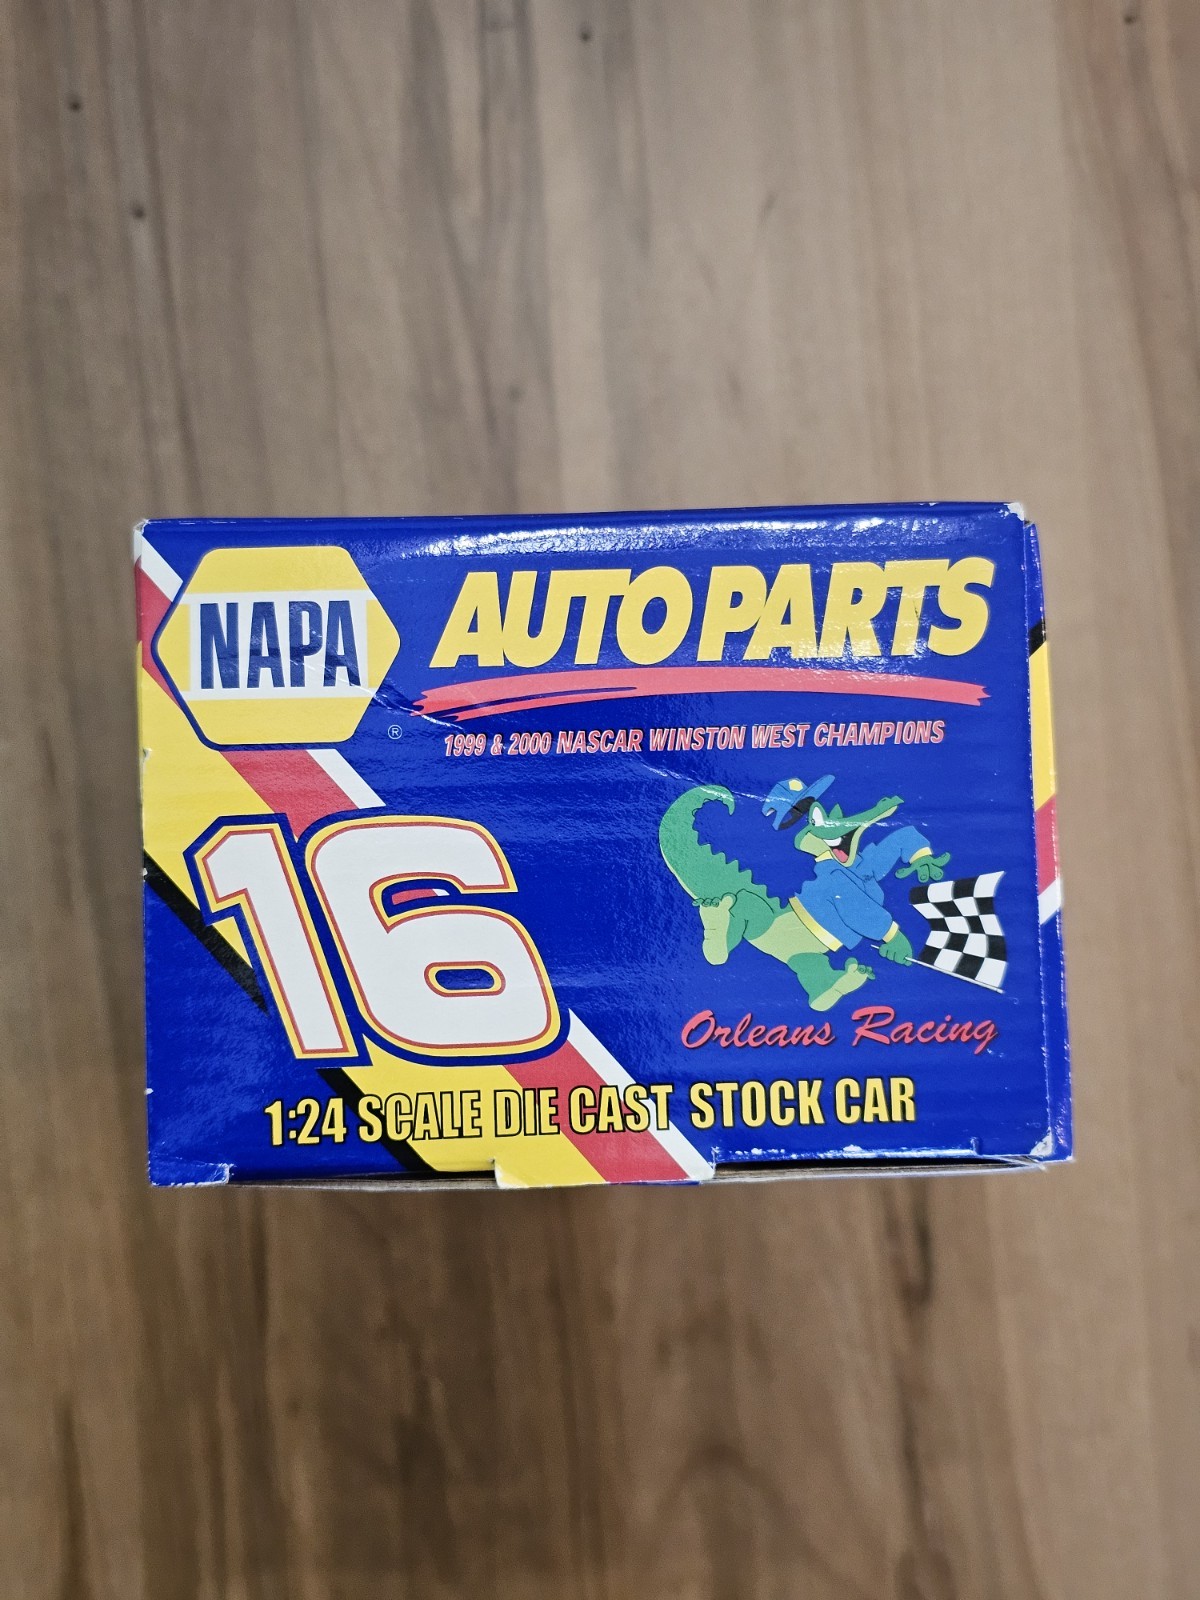 NAPA
AUTO PARTS
®
1999 & 2000 NASCAR WINSTON WEST CHAMPIONS
16
Orleans Racing
1:24 SCALE DIE CAST STOCK CAR